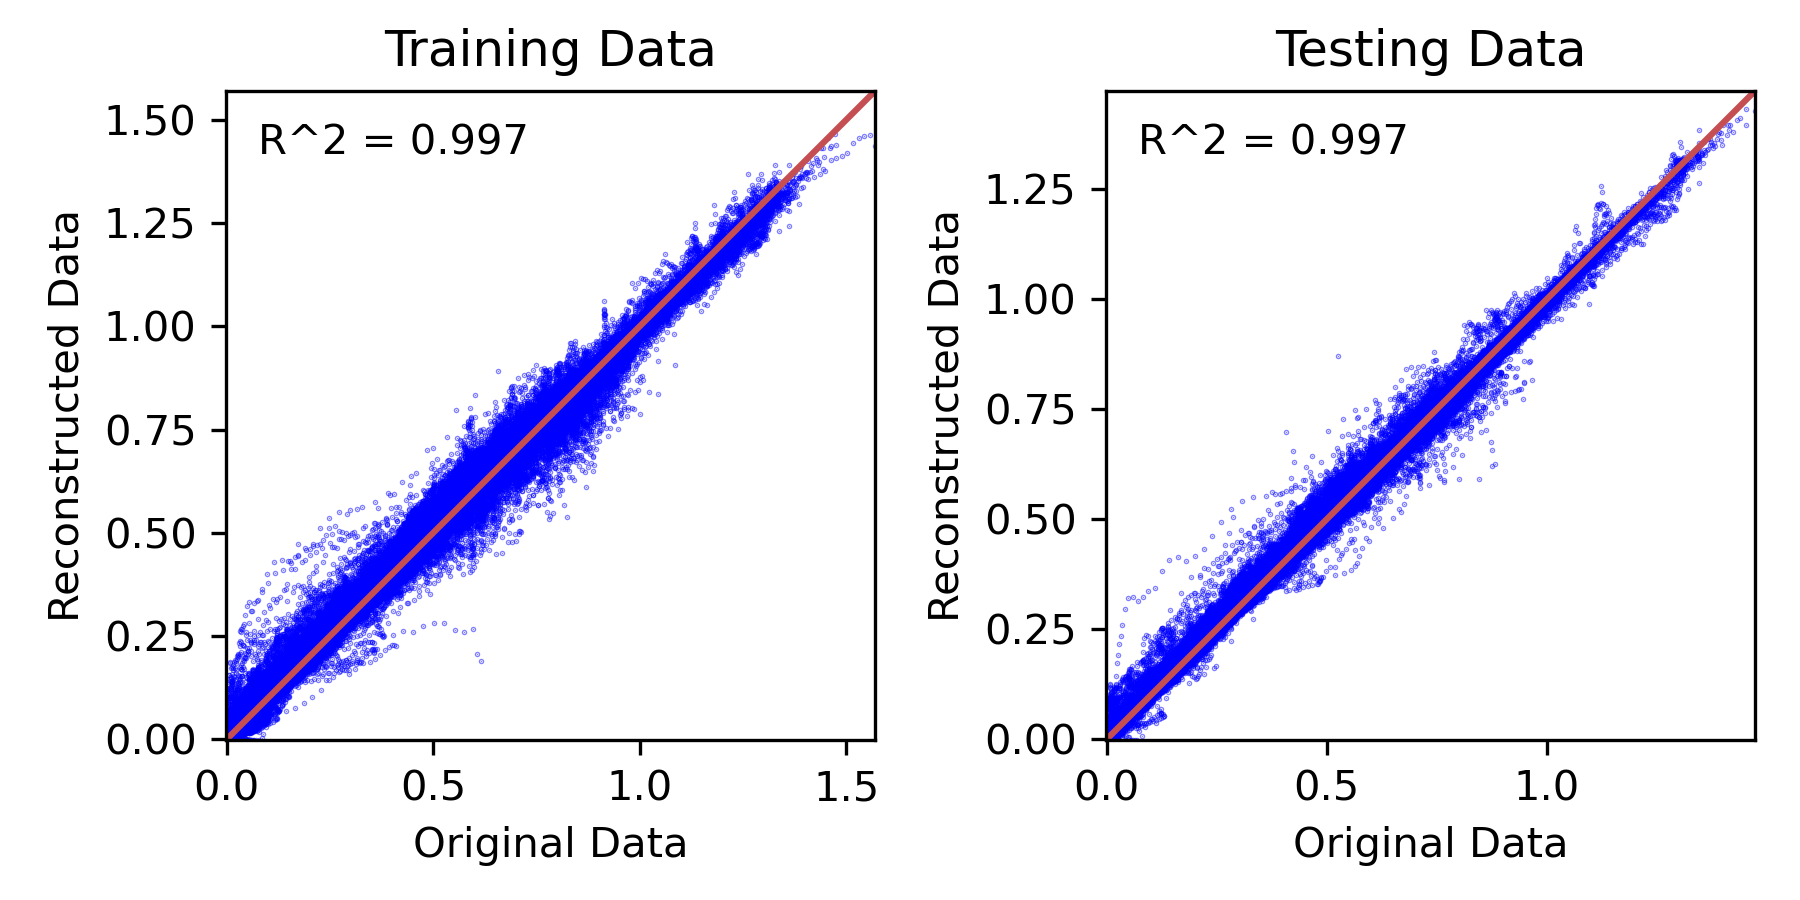 Training Data
R^2 = 0.997
1.50
1.25
1.00
0.75
0.50
0.25
0.00
Reconstructed Data
0.0 0.5 1.0 1.5
Original Data
Testing Data
R^2 = 0.997
1.25
1.00
0.75
0.50
0.25
0.00
Reconstructed Data
0.0 0.5 1.0
Original Data